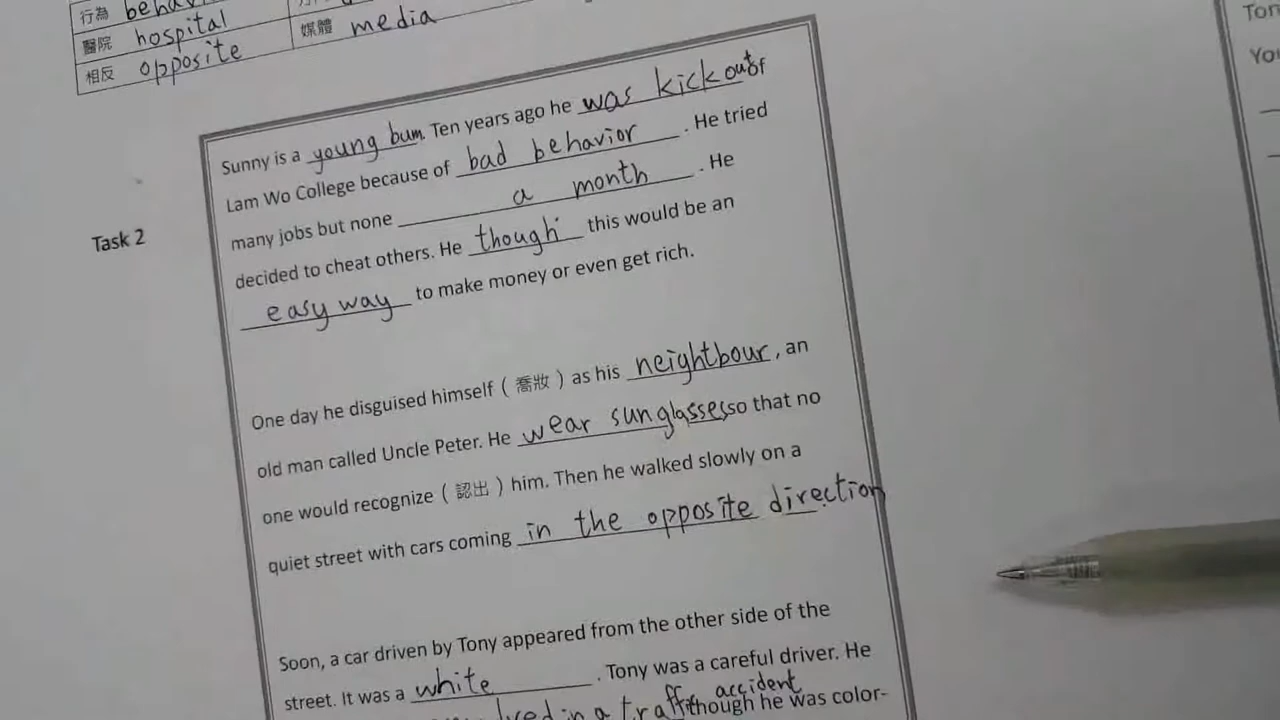 行為 behav
醫院 hospital
媒體 media
相反 opposite
Ton
You
Sunny is a young bum. Ten years ago he was kick out of
Lam Wo College because of bad behavior. He tried
many jobs but none a month. He
Task 2
decided to cheat others. He though this would be an
easy way to make money or even get rich.
One day he disguised himself (喬妝) as his neightbour, an
old man called Uncle Peter. He wear sunglasses so that no
one would recognize (認出) him. Then he walked slowly on a
quiet street with cars coming in the opposite direction
Soon, a car driven by Tony appeared from the other side of the
street. It was a white. Tony was a careful driver. He
lved in a traffic accident though he was color-